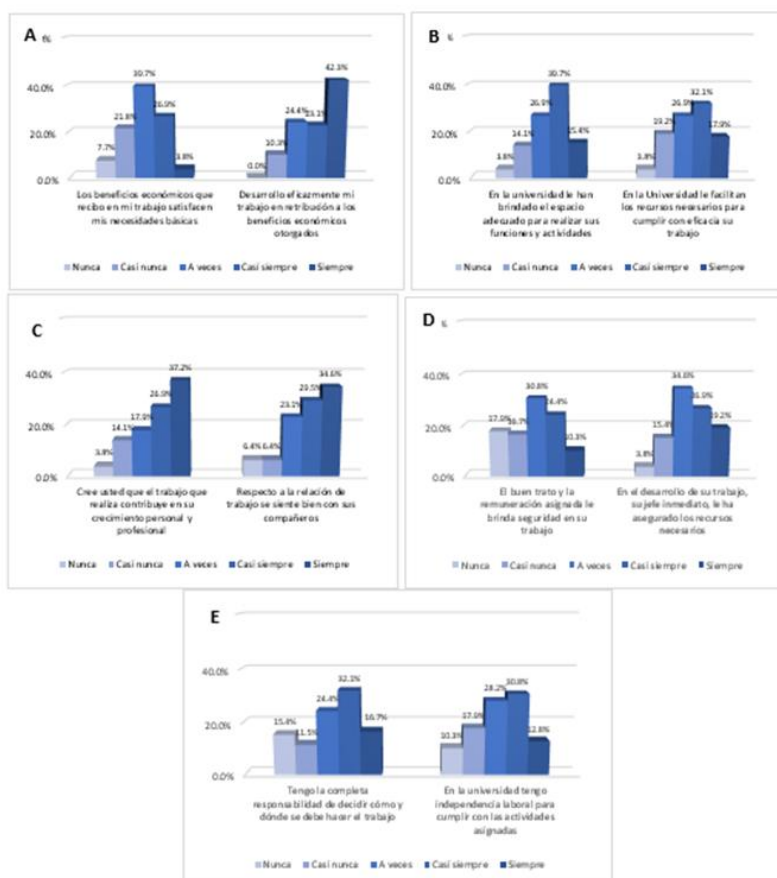 A
%
40.0%
20.0%
0.0%
7.7%
21.8%
39.7%
26.9%
3.8%
0.0%
10.3%
24.4%
23.1%
42.3%
Los beneficios económicos que
recibo en mi trabajo satisfacen
mis necesidades básicas
Desarrollo eficazmente mi
trabajo en retribución a los
beneficios económicos
otorgados
Nunca Casi nunca A veces Casi siempre Siempre
B
%
40.0%
20.0%
0.0%
3.8%
14.1%
26.9%
39.7%
15.4%
3.8%
19.2%
26.9%
32.1%
17.9%
En la universidad le han
brindado el espacio
adecuado para realizar sus
funciones y actividades
En la Universidad le facilitan
los recursos necesarios para
cumplir con eficacia su
trabajo
Nunca Casi nunca A veces Casi siempre Siempre
C
40.0%
20.0%
0.0%
3.8%
14.1%
17.9%
26.9%
37.2%
6.4%
6.4%
23.1%
29.5%
34.6%
Cree usted que el trabajo que
realiza contribuye en su
crecimiento personal y
profesional
Respecto a la relación de
trabajo se siente bien con sus
compañeros
Nunca Casi nunca A veces Casi siempre Siempre
D
%
40.0%
20.0%
0.0%
17.9%
16.7%
30.8%
24.4%
10.3%
3.8%
15.4%
34.6%
26.9%
19.2%
El buen trato y la
remuneración asignada le
brinda seguridad en su
trabajo
En el desarrollo de su trabajo,
su jefe inmediato, le ha
asegurado los recursos
necesarios
Nunca Casi nunca A veces Casi siempre Siempre
E
40.0%
20.0%
0.0%
15.4%
11.5%
24.4%
32.1%
16.7%
10.3%
17.9%
28.2%
30.8%
12.8%
Tengo la completa
responsabilidad de decidir cómo y
dónde se debe hacer el trabajo
En la universidad tengo
independencia laboral para
cumplir con las actividades
asignadas
Nunca Casi nunca A veces Casi siempre Siempre